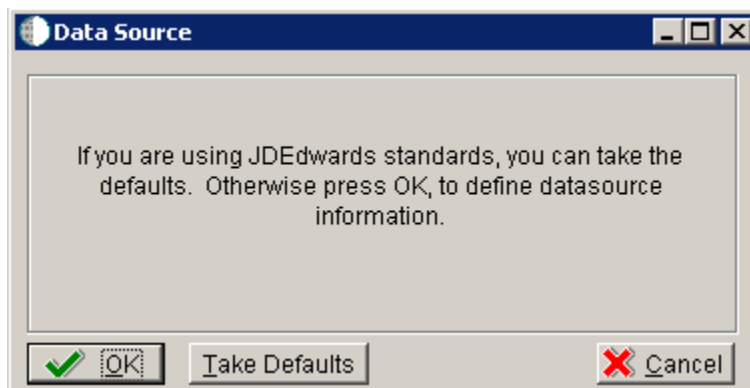 Data Source
If you are using JDEdwards standards, you can take the
defaults.  Otherwise press OK, to define datasource
information.
OK
Take Defaults
Cancel